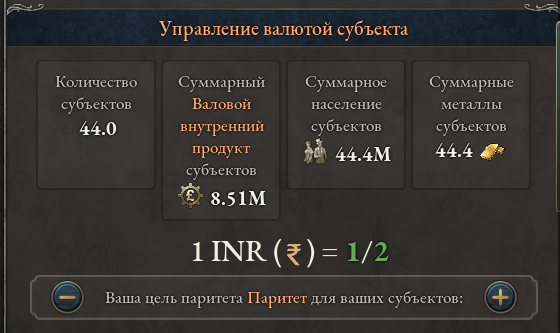 Управление валютой субъекта
Количество
субъектов
44.0
Суммарный
Валовой
внутренний
продукт
субъектов
8.51M
Суммарное
население
субъектов
44.4M
Суммарные
металлы
субъектов
44.4
1 INR (₹) = 1/2
Ваша цель паритета Паритет для ваших субъектов: